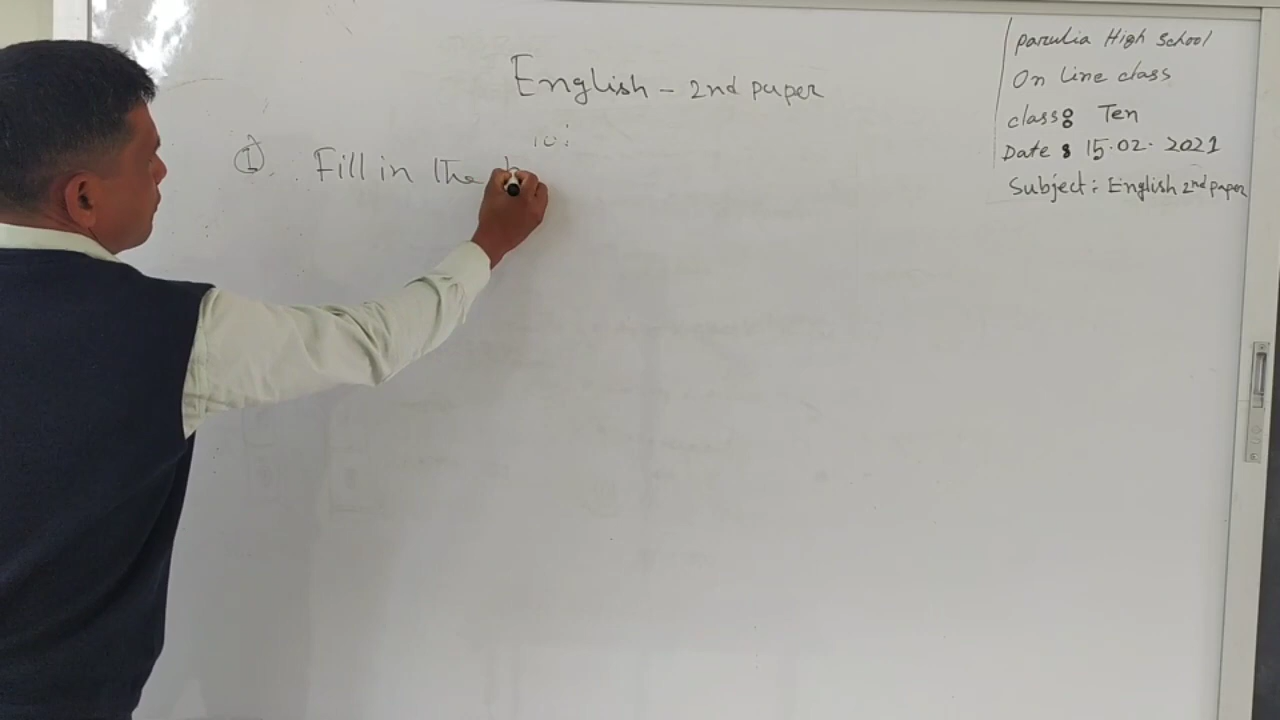 English - 2nd paper
① Fill in the
Parulia High School
On Line class
class: Ten
Date : 15.02.2021
Subject: English 2nd paper